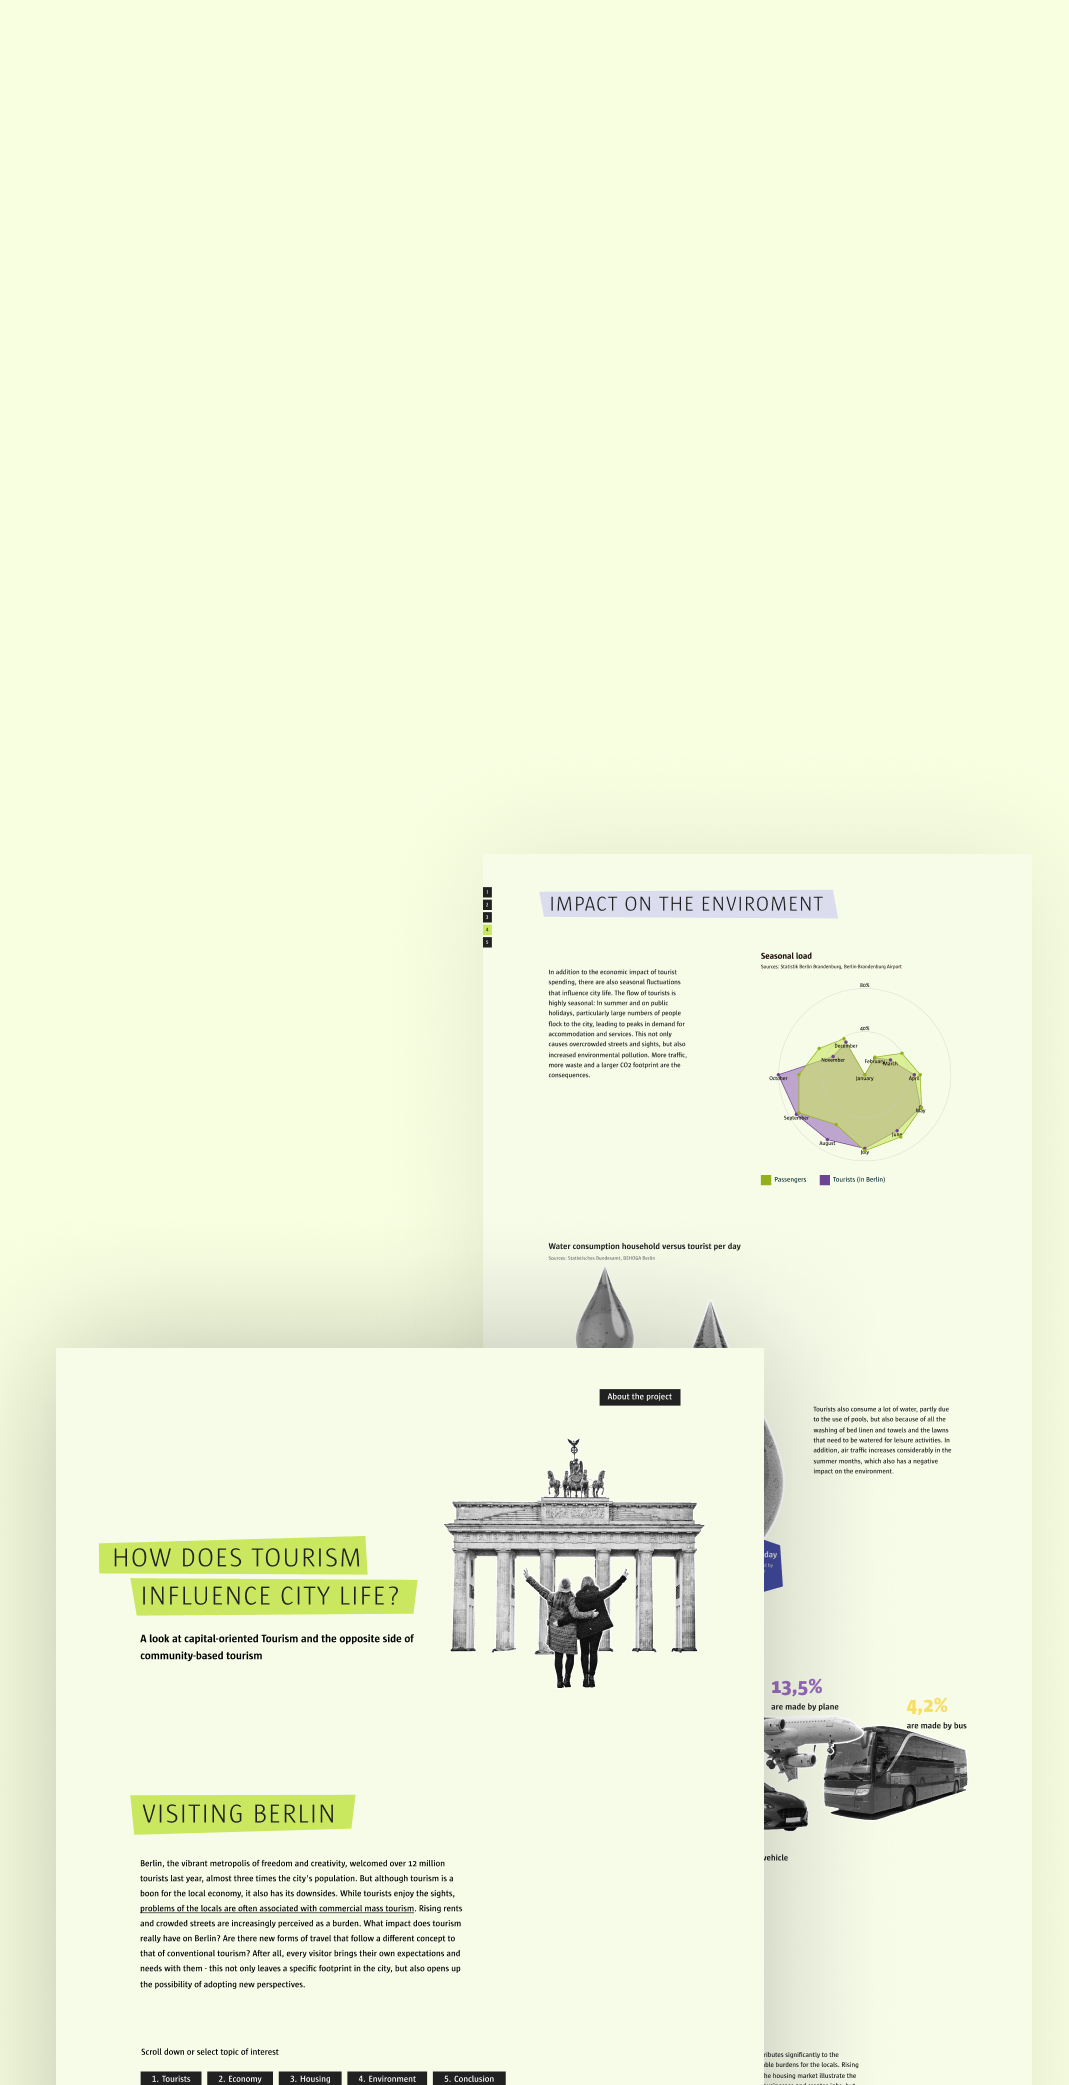 1
2
3
4
5
IMPACT ON THE ENVIROMENT
Seasonal load
Sources: Statistik Berlin Brandenburg, Berlin-Brandenburg Airport
In addition to the economic impact of tourist
spending, there are also seasonal fluctuations
that influence city life. The flow of tourists is
highly seasonal: In summer and on public
holidays, particularly large numbers of people
flock to the city, leading to peaks in demand for
accommodation and services. This not only
causes overcrowded streets and sights, but also
increased environmental pollution. More traffic,
more waste and a larger CO2 footprint are the
consequences.
80%
40%
December
November
February
March
October
January
April
September
May
August
June
July
Passengers
Tourists (in Berlin)
Water consumption household versus tourist per day
Sources: Statistisches Bundesamt, DEHOGA Berlin
Tourists also consume a lot of water, partly due
to the use of pools, but also because of all the
washing of bed linen and towels and the lawns
that need to be watered for leisure activities. In
addition, air traffic increases considerably in the
summer months, which also has a negative
impact on the environment.
day
13,5%
are made by plane
4,2%
are made by bus
vehicle
ributes significantly to the
ble burdens for the locals. Rising
he housing market illustrate the
About the project
HOW DOES TOURISM
INFLUENCE CITY LIFE?
A look at capital-oriented Tourism and the opposite side of
community-based tourism
VISITING BERLIN
Berlin, the vibrant metropolis of freedom and creativity, welcomed over 12 million
tourists last year, almost three times the city's population. But although tourism is a
boon for the local economy, it also has its downsides. While tourists enjoy the sights,
problems of the locals are often associated with commercial mass tourism. Rising rents
and crowded streets are increasingly perceived as a burden. What impact does tourism
really have on Berlin? Are there new forms of travel that follow a different concept to
that of conventional tourism? After all, every visitor brings their own expectations and
needs with them - this not only leaves a specific footprint in the city, but also opens up
the possibility of adopting new perspectives.
Scroll down or select topic of interest
1. Tourists
2. Economy
3. Housing
4. Environment
5. Conclusion